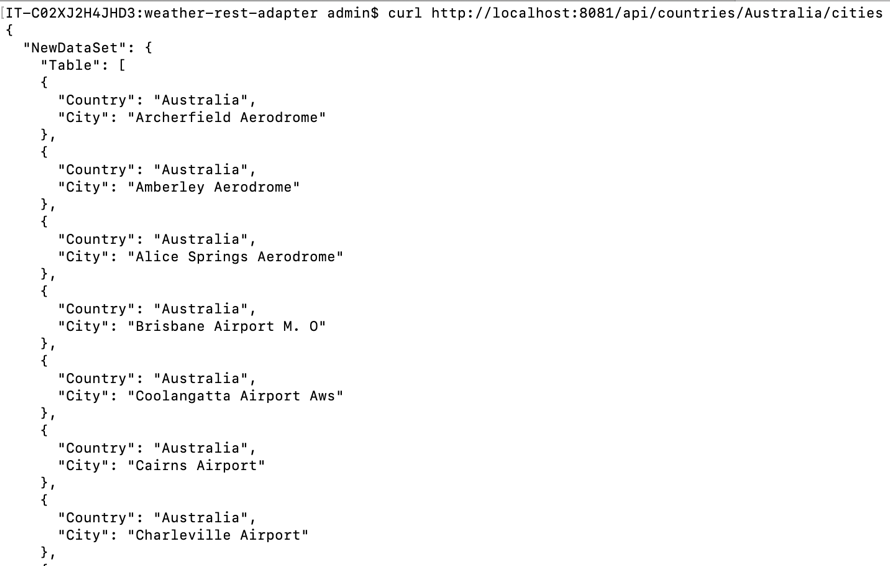 [IT-C02XJ2H4JHD3:weather-rest-adapter admin$ curl http://localhost:8081/api/countries/Australia/cities
{
  "NewDataSet": {
    "Table": [
    {
      "Country": "Australia",
      "City": "Archerfield Aerodrome"
    },
    {
      "Country": "Australia",
      "City": "Amberley Aerodrome"
    },
    {
      "Country": "Australia",
      "City": "Alice Springs Aerodrome"
    },
    {
      "Country": "Australia",
      "City": "Brisbane Airport M. O"
    },
    {
      "Country": "Australia",
      "City": "Coolangatta Airport Aws"
    },
    {
      "Country": "Australia",
      "City": "Cairns Airport"
    },
    {
      "Country": "Australia",
      "City": "Charleville Airport"
    },
    {